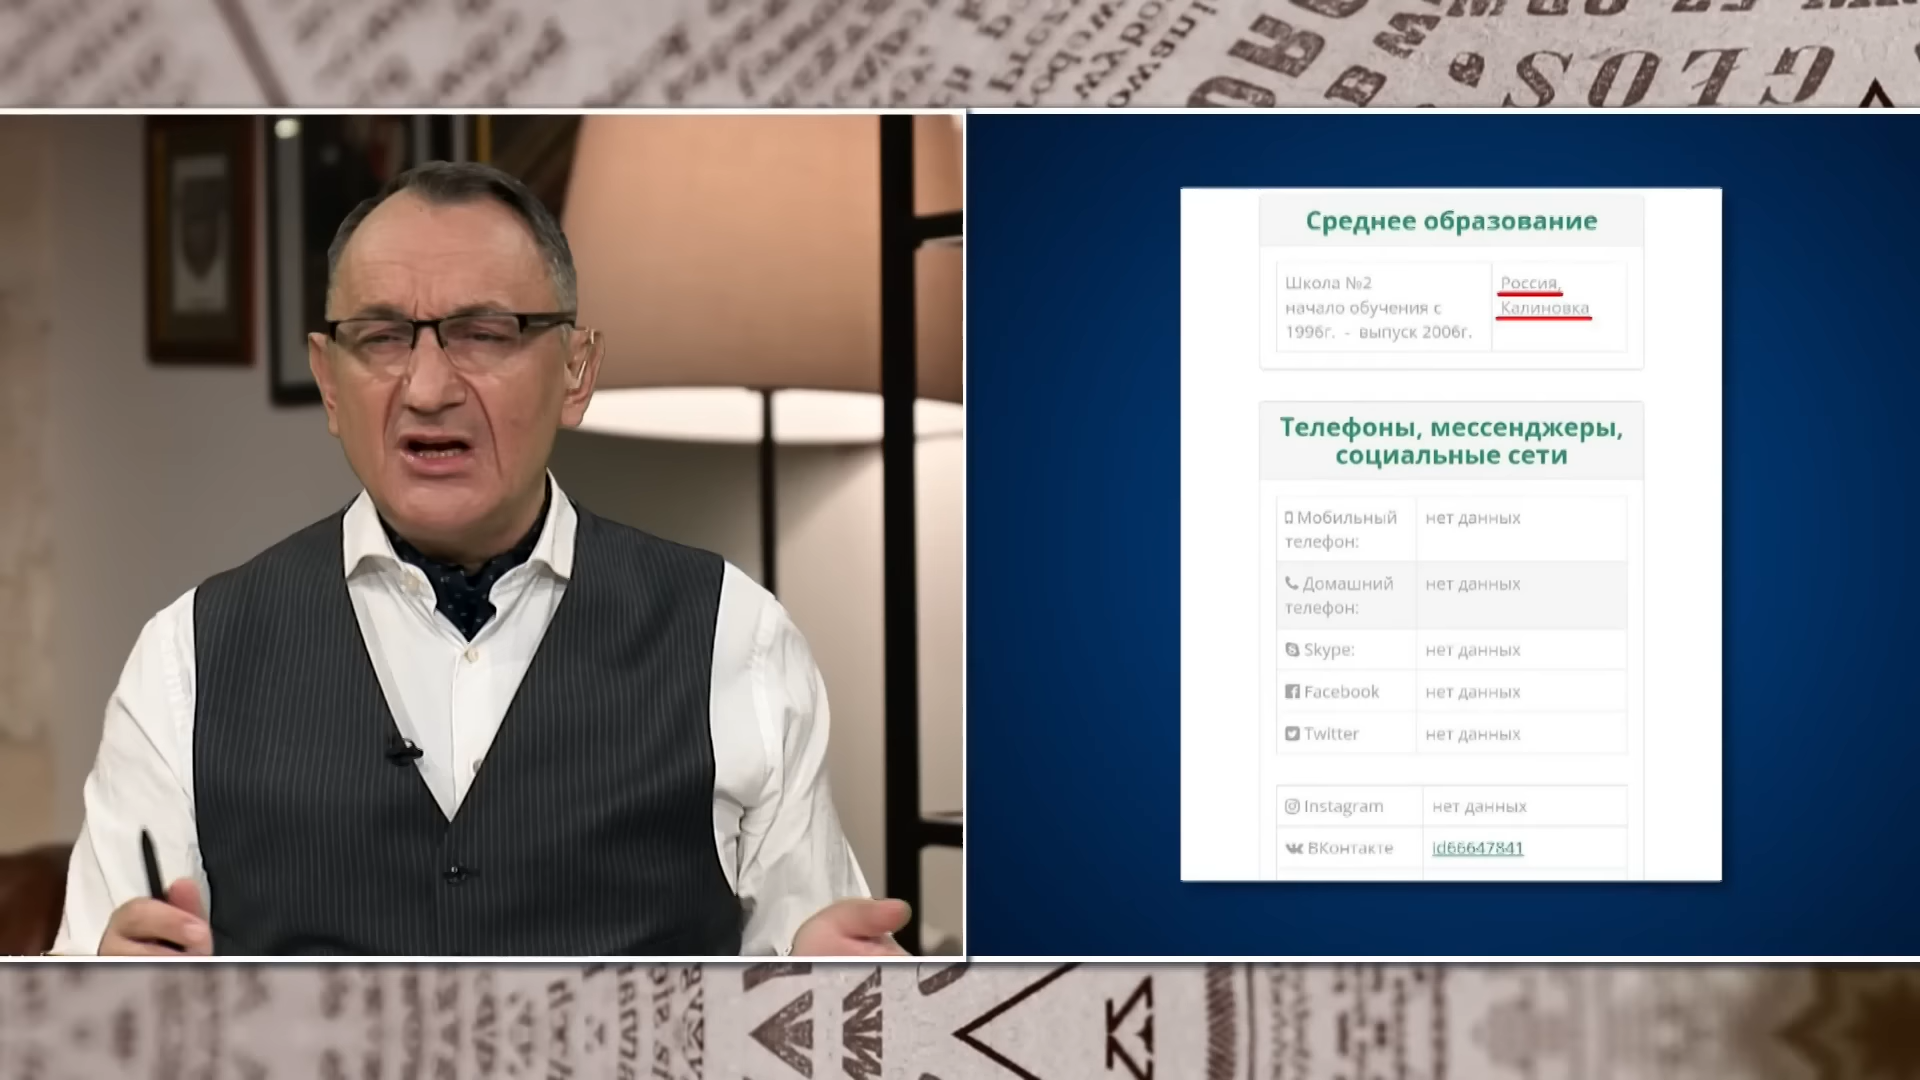 GŁOS
Среднее образование
Школа №2
начало обучения с
1996г. - выпуск 2006г.
Россия,
Калиновка
Телефоны, мессенджеры,
социальные сети
Мобильный
телефон:
нет данных
Домашний
телефон:
нет данных
Skype:
нет данных
Facebook
нет данных
Twitter
нет данных
Instagram
нет данных
ВКонтакте
id66647841